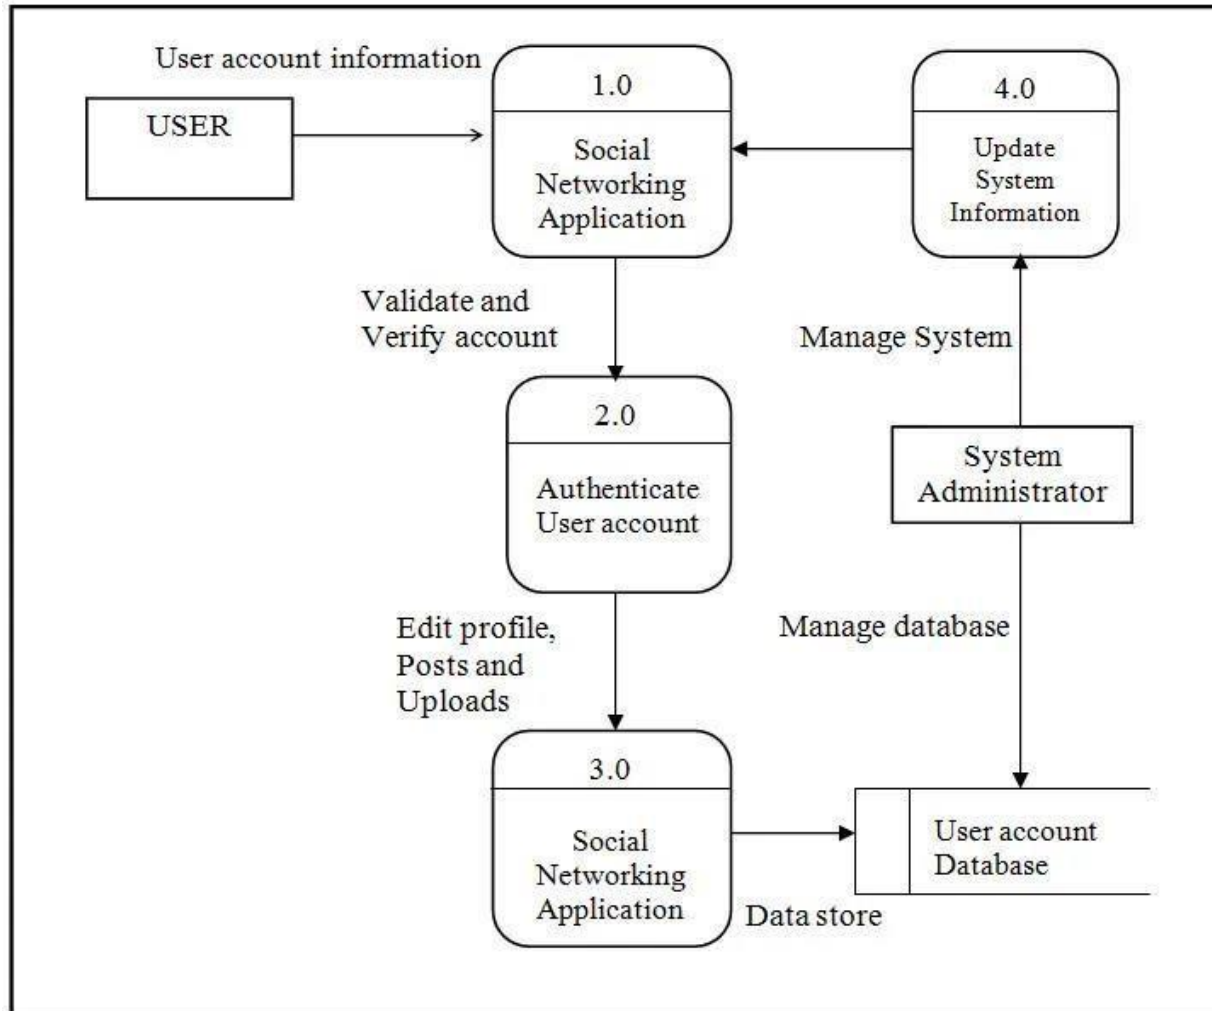 User account information
USER
1.0
Social
Networking
Application
4.0
Update
System
Information
Validate and
Verify account
Manage System
2.0
Authenticate
User account
System
Administrator
Edit profile,
Posts and
Uploads
Manage database
3.0
Social
Networking
Application
User account
Database
Data store